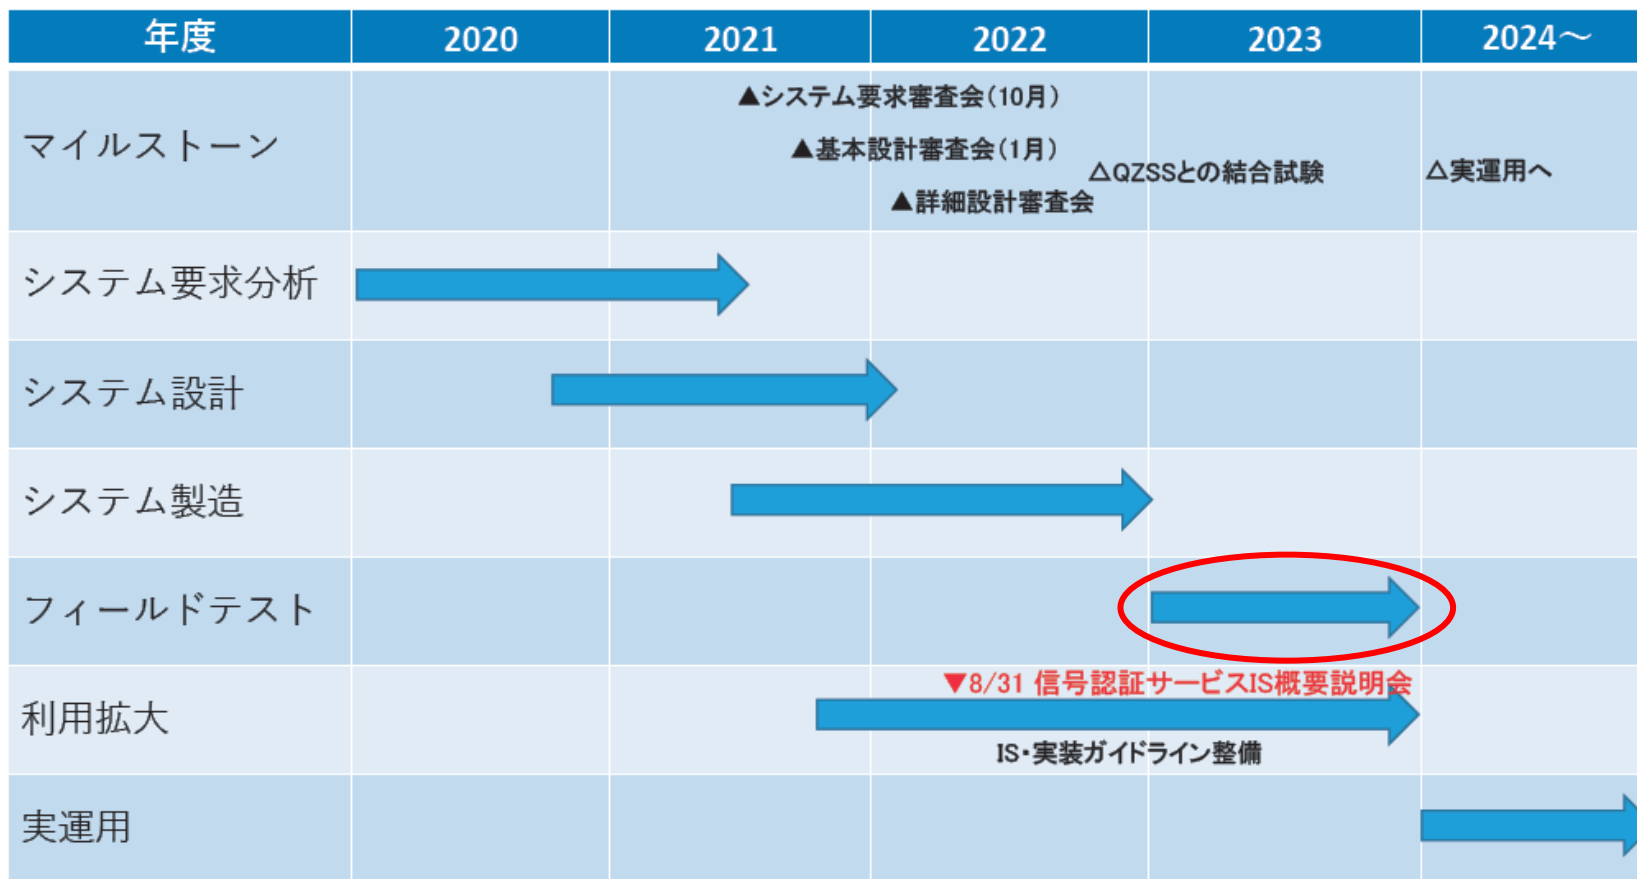 年度 2020 2021 2022 2023 2024～
マイルストーン
▲システム要求審査会(10月)
▲基本設計審査会(1月)
△QZSSとの結合試験
△実運用へ
▲詳細設計審査会
システム要求分析
システム設計
システム製造
フィールドテスト
利用拡大
▼8/31 信号認証サービスIS概要説明会
IS・実装ガイドライン整備
実運用